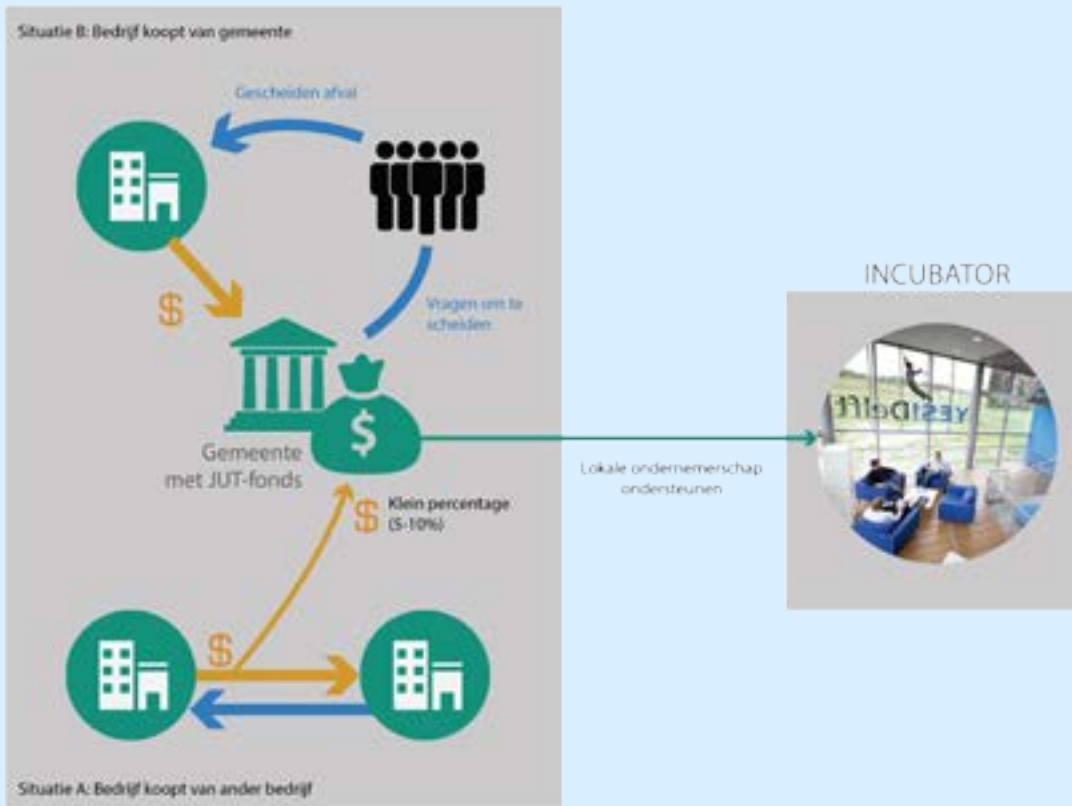 Situatie B: Bedrijf koopt van gemeente
Gescheiden afval
$
Vragen om te
scheiden
$
Gemeente
met JUT-fonds
$ Klein percentage
(5-10%)
$
Situatie A: Bedrijf koopt van ander bedrijf
Lokale ondernemerschap
ondersteunen
INCUBATOR
YES!Delft